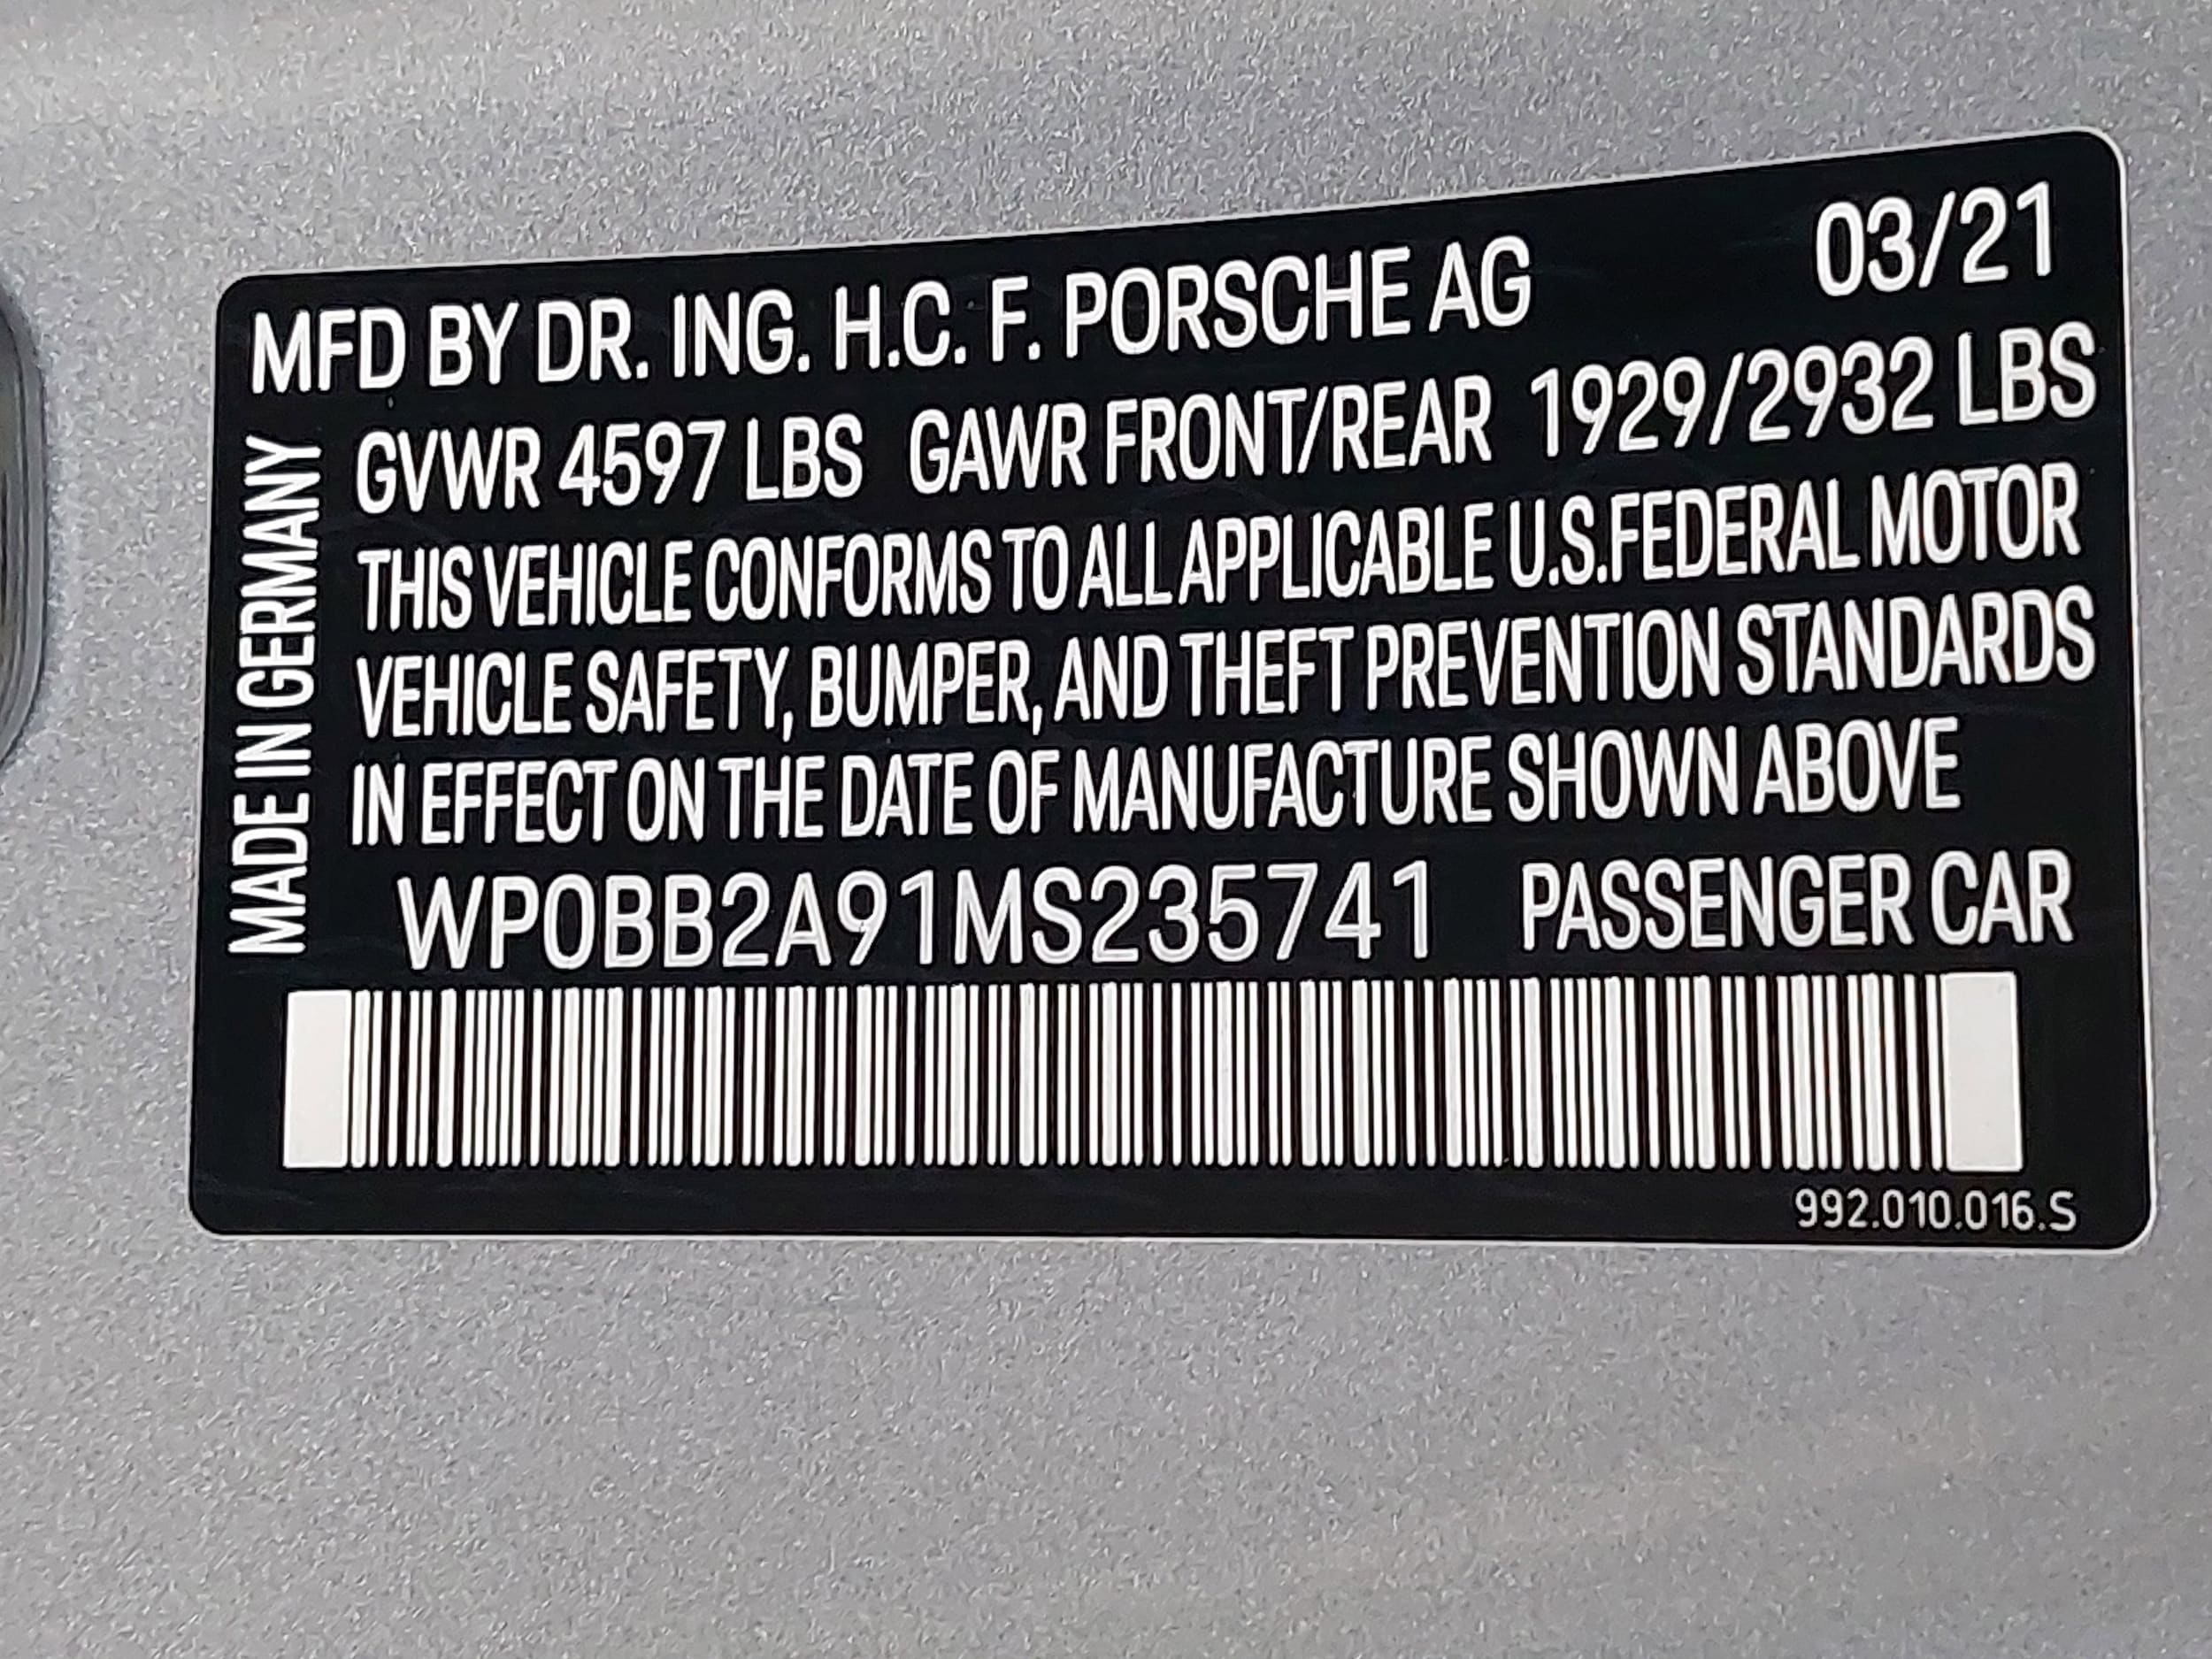 MFD BY DR. ING. H.C. F. PORSCHE AG 03/21
GVWR 4597 LBS GAWR FRONT/REAR 1929/2932 LBS
THIS VEHICLE CONFORMS TO ALL APPLICABLE U.S.FEDERAL MOTOR
VEHICLE SAFETY, BUMPER, AND THEFT PREVENTION STANDARDS
IN EFFECT ON THE DATE OF MANUFACTURE SHOWN ABOVE
WP0BB2A91MS235741 PASSENGER CAR
992.010.016.S
MADE IN GERMANY